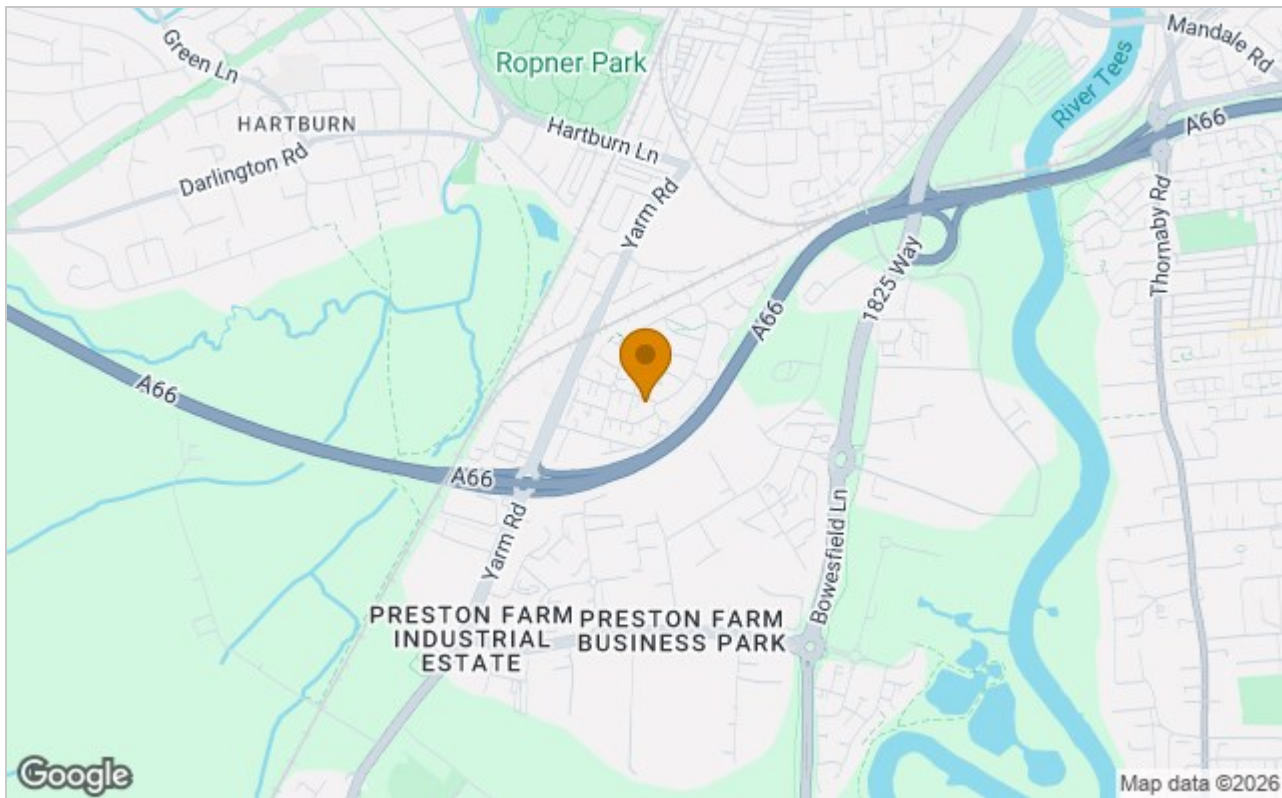 Green Ln
HARTBURN
Darlington Rd
Ropner Park
Hartburn Ln
Yarm Rd
River Tees
Mandale Rd
A66
Thornaby Rd
1825 Way
A66
A66
A66
Yarm Rd
Bowesfield Ln
PRESTON FARM
INDUSTRIAL
ESTATE
PRESTON FARM
BUSINESS PARK
Google
Map data ©2026